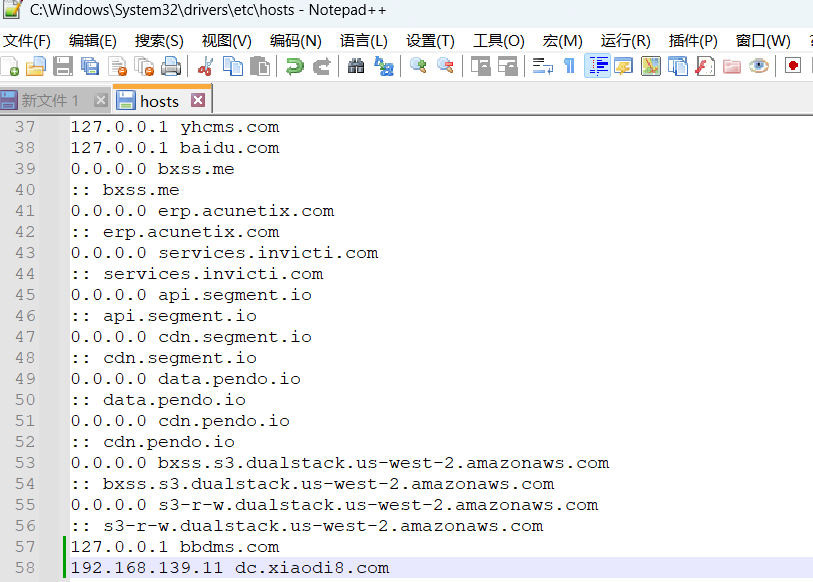 C:\Windows\System32\drivers\etc\hosts - Notepad++
文件(F) 编辑(E) 搜索(S) 视图(V) 编码(N) 语言(L) 设置(T) 工具(O) 宏(M) 运行(R) 插件(P) 窗口(W) ?
新文件 1 hosts
37 127.0.0.1 yhcms.com
38 127.0.0.1 baidu.com
39 0.0.0.0 bxss.me
40 :: bxss.me
41 0.0.0.0 erp.acunetix.com
42 :: erp.acunetix.com
43 0.0.0.0 services.invicti.com
44 :: services.invicti.com
45 0.0.0.0 api.segment.io
46 :: api.segment.io
47 0.0.0.0 cdn.segment.io
48 :: cdn.segment.io
49 0.0.0.0 data.pendo.io
50 :: data.pendo.io
51 0.0.0.0 cdn.pendo.io
52 :: cdn.pendo.io
53 0.0.0.0 bxss.s3.dualstack.us-west-2.amazonaws.com
54 :: bxss.s3.dualstack.us-west-2.amazonaws.com
55 0.0.0.0 s3-r-w.dualstack.us-west-2.amazonaws.com
56 :: s3-r-w.dualstack.us-west-2.amazonaws.com
57 127.0.0.1 bbdms.com
58 192.168.139.11 dc.xiaodi8.com